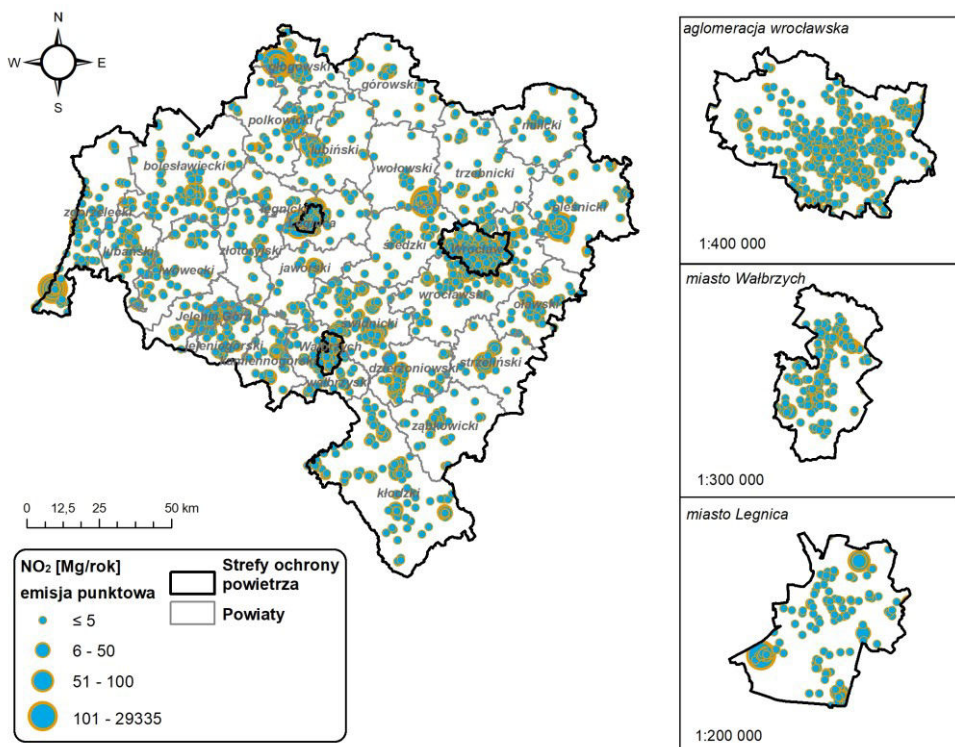 N
W
E
S
głogowski
górowski
polkowicki
milicki
lubiński
bolesławiecki
wołowski
trzebnicki
zgorzelecki
legnicki
Legnica
oleśnicki
lubański
złotoryjski
średzki
Wrocław
lwówecki
jaworski
wrocławski
oławski
Jelenia Góra
świdnicki
jeleniogórski
kamiennogórski
Wałbrzych
dzierżoniowski
strzeliński
wałbrzyski
ząbkowicki
kłodzki
0 12,5 25 50 km
NO₂ [Mg/rok]
emisja punktowa
≤ 5
6 - 50
51 - 100
101 - 29335
Strefy ochrony
powietrza
Powiaty
aglomeracja wrocławska
1:400 000
miasto Wałbrzych
1:300 000
miasto Legnica
1:200 000